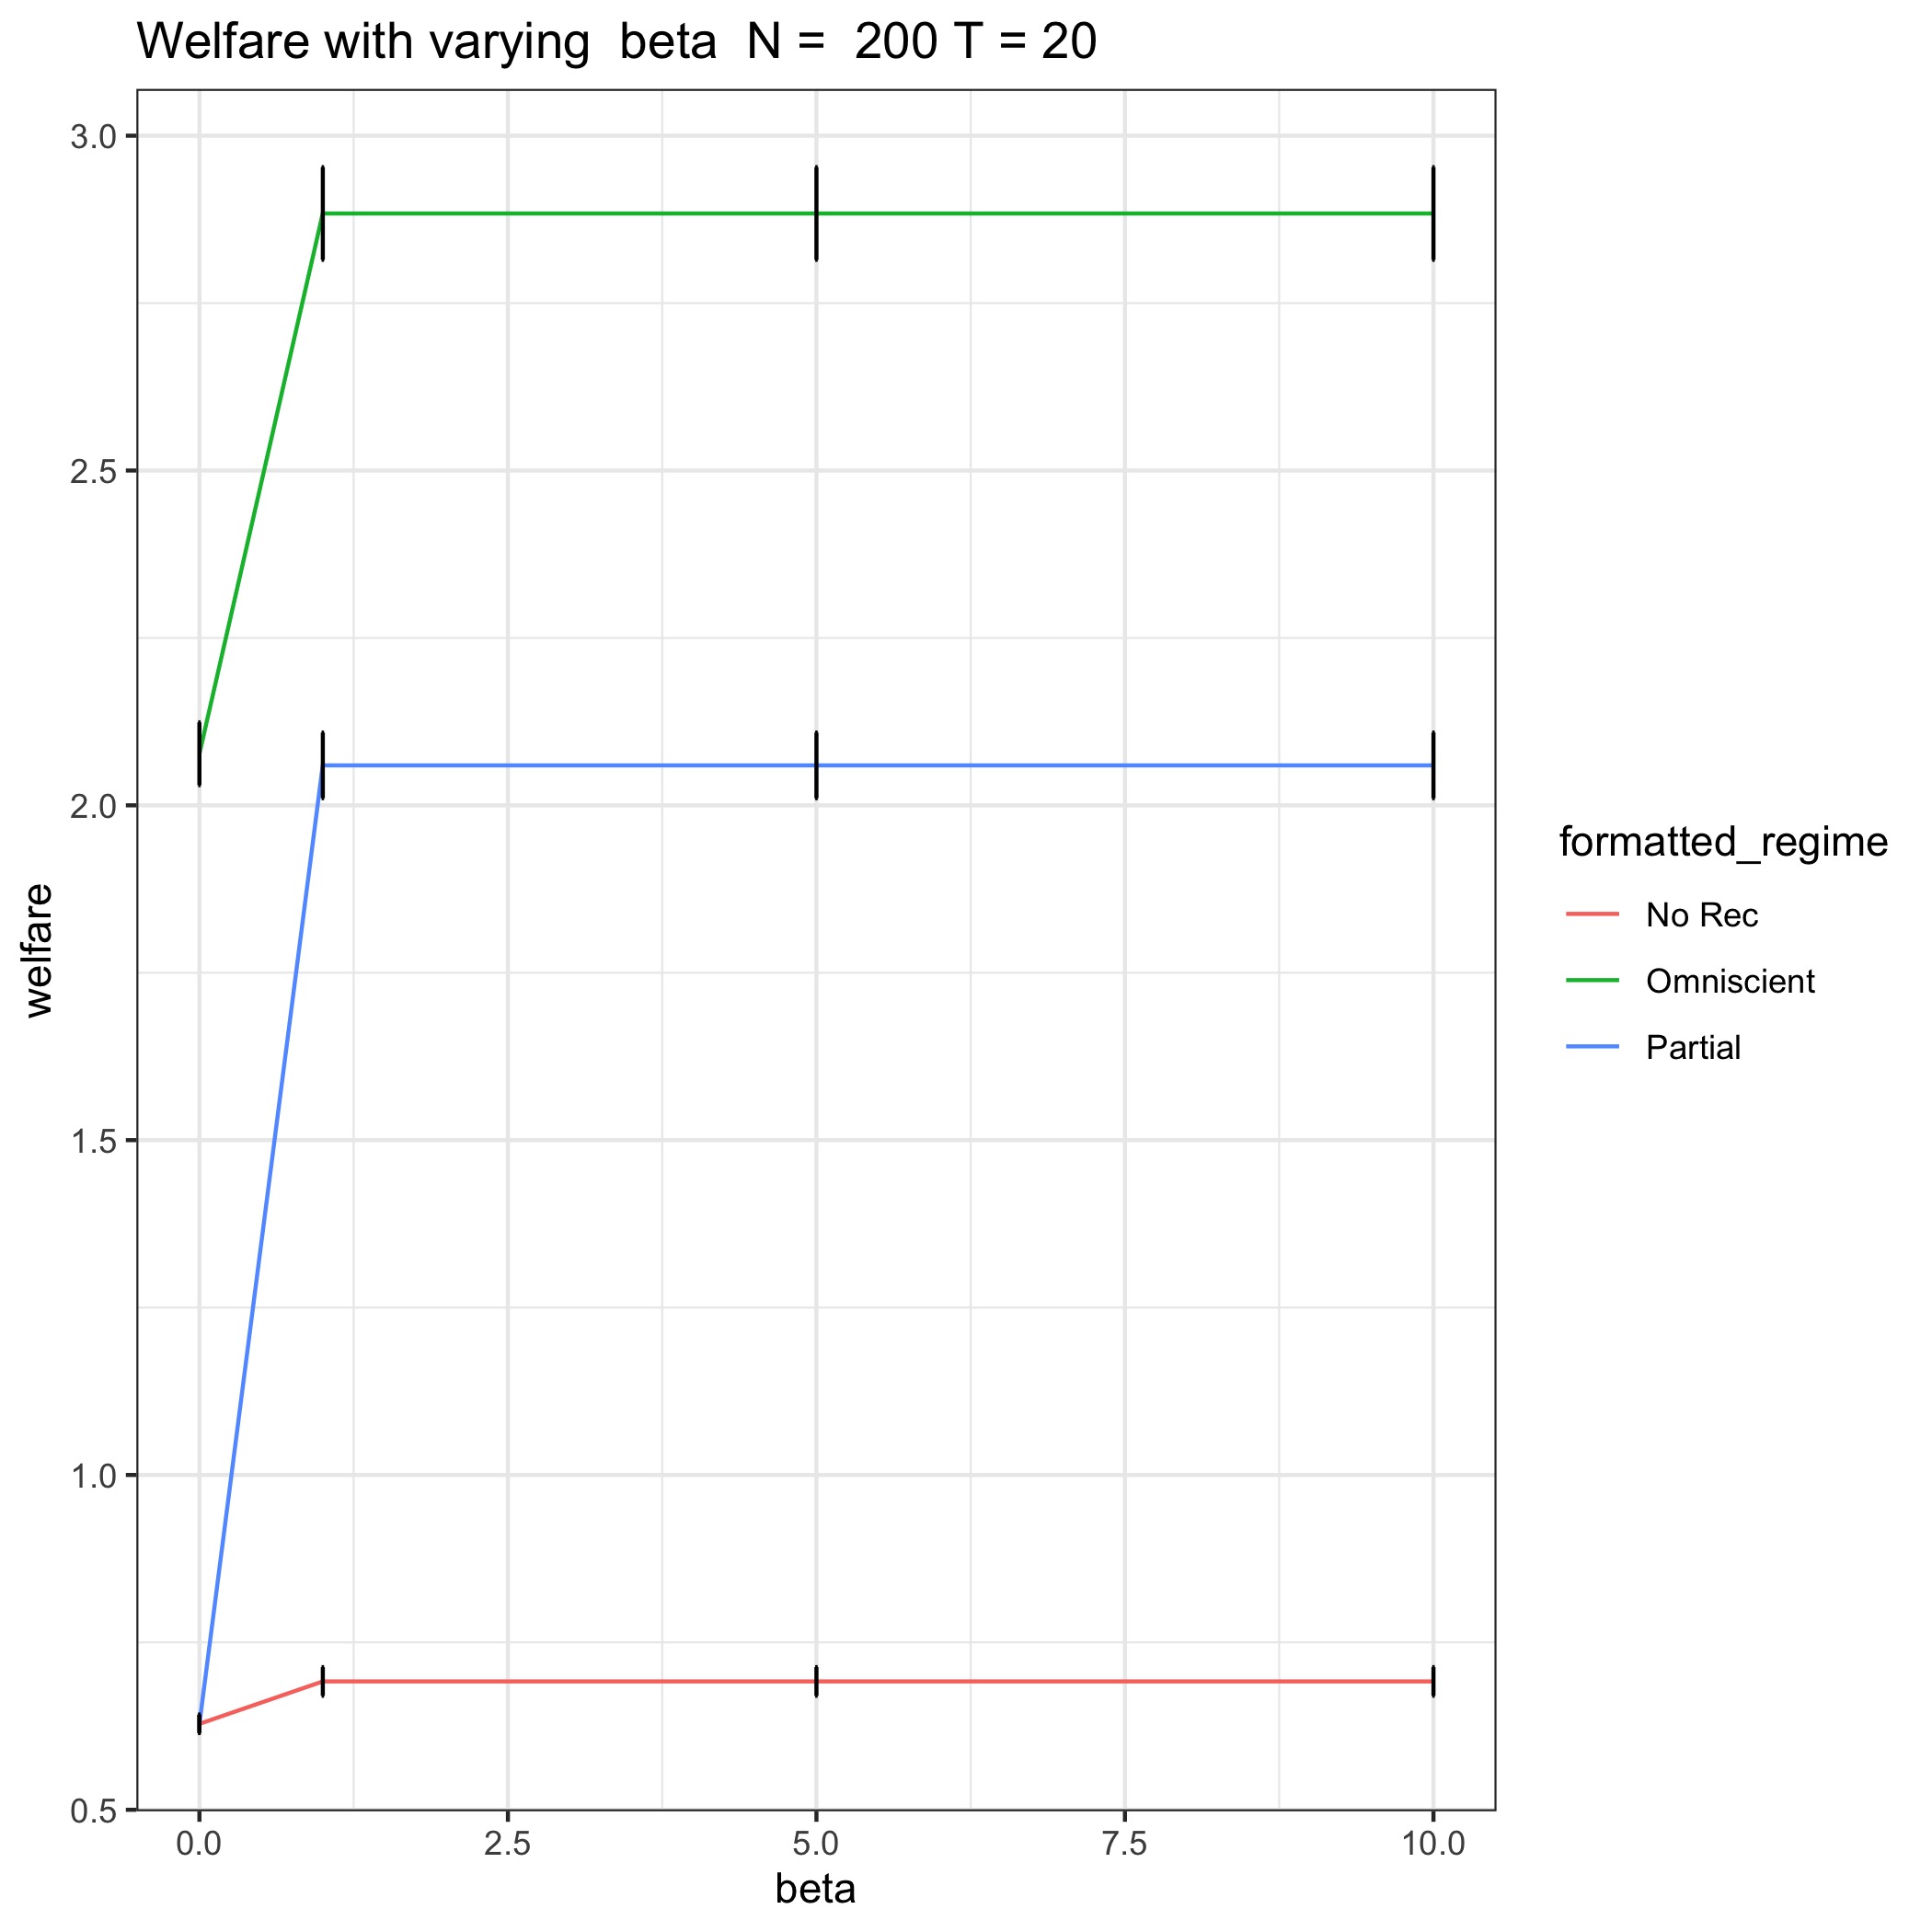 Welfare with varying  beta  N =  200 T = 20
3.0
2.5
2.0
1.5
1.0
0.5
welfare
0.0 2.5 5.0 7.5 10.0
beta
formatted_regime
No Rec
Omniscient
Partial